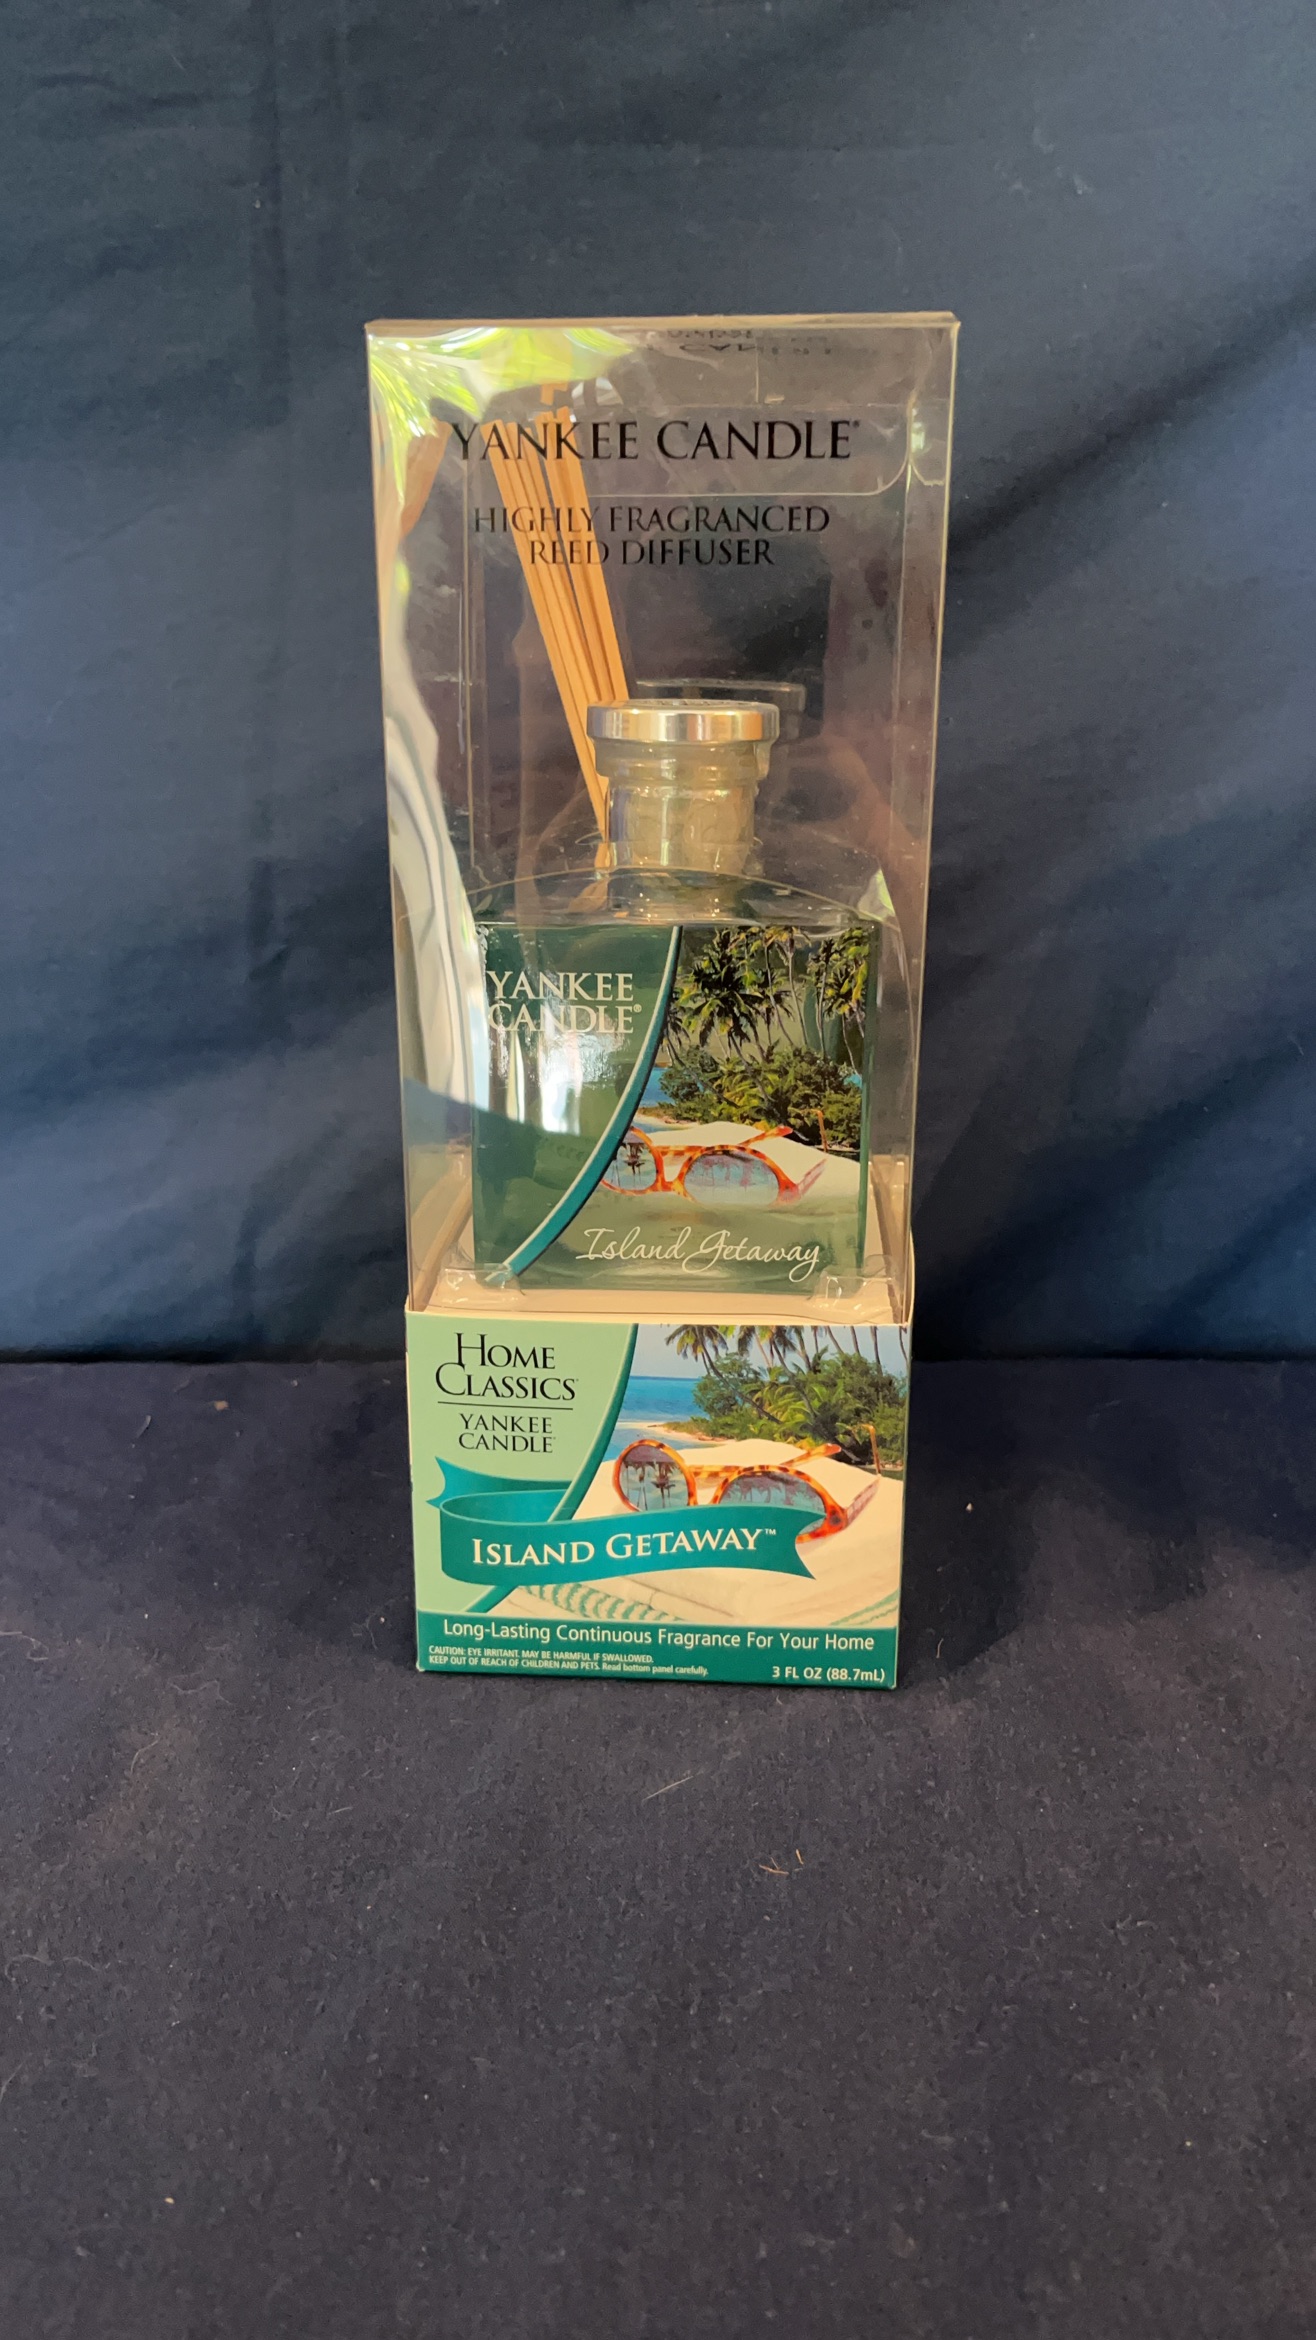 YANKEE CANDLE®
HIGHLY FRAGRANCED
REED DIFFUSER
YANKEE
CANDLE®
Island Getaway
HOME
CLASSICS
YANKEE
CANDLE
ISLAND GETAWAY™
Long-Lasting Continuous Fragrance For Your Home
CAUTION: EYE IRRITANT. MAY BE HARMFUL IF SWALLOWED.
KEEP OUT OF REACH OF CHILDREN AND PETS. Read bottom panel carefully.
3 FL OZ (88.7mL)